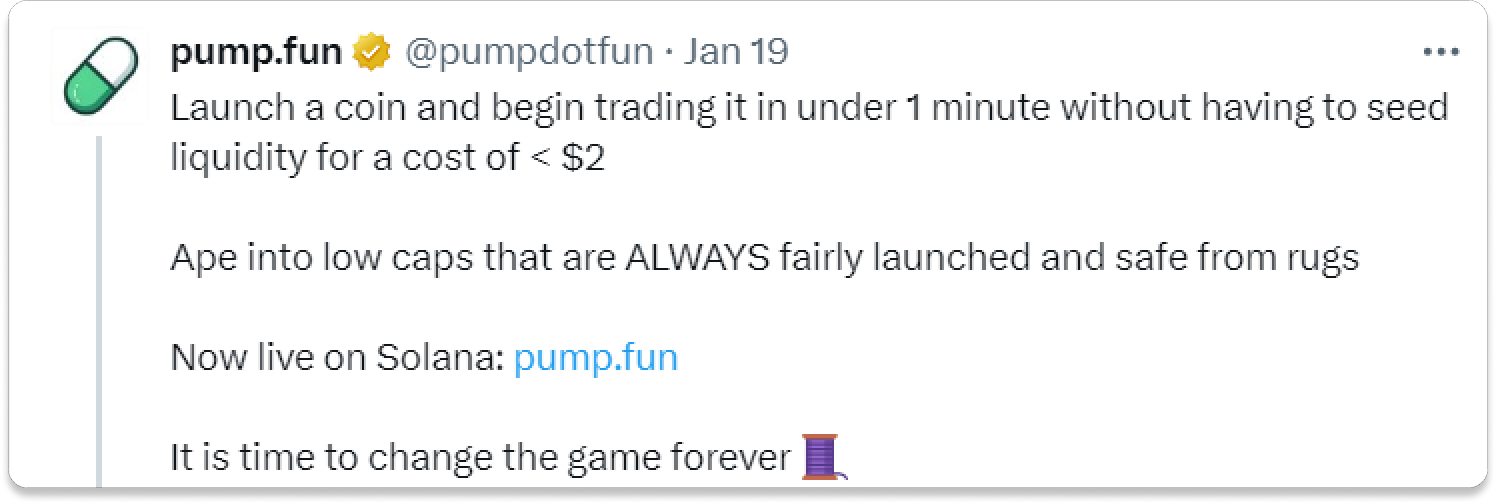 pump.fun @pumpdotfun · Jan 19
Launch a coin and begin trading it in under 1 minute without having to seed
liquidity for a cost of < $2
Ape into low caps that are ALWAYS fairly launched and safe from rugs
Now live on Solana: pump.fun
It is time to change the game forever 🧵